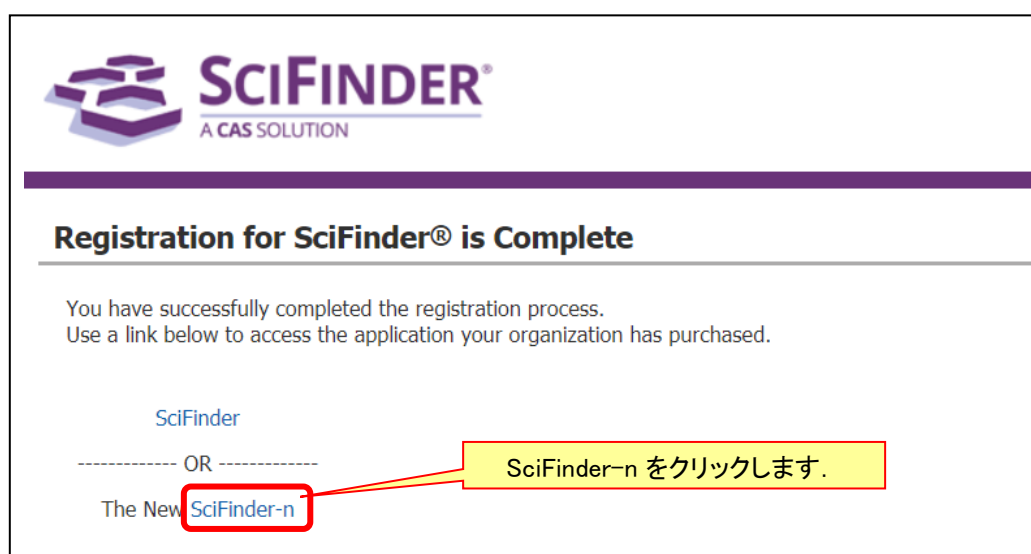 SCIFINDER®
A CAS SOLUTION
Registration for SciFinder® is Complete
You have successfully completed the registration process.
Use a link below to access the application your organization has purchased.
SciFinder
------------- OR -------------
SciFinder-n をクリックします.
The New SciFinder-n